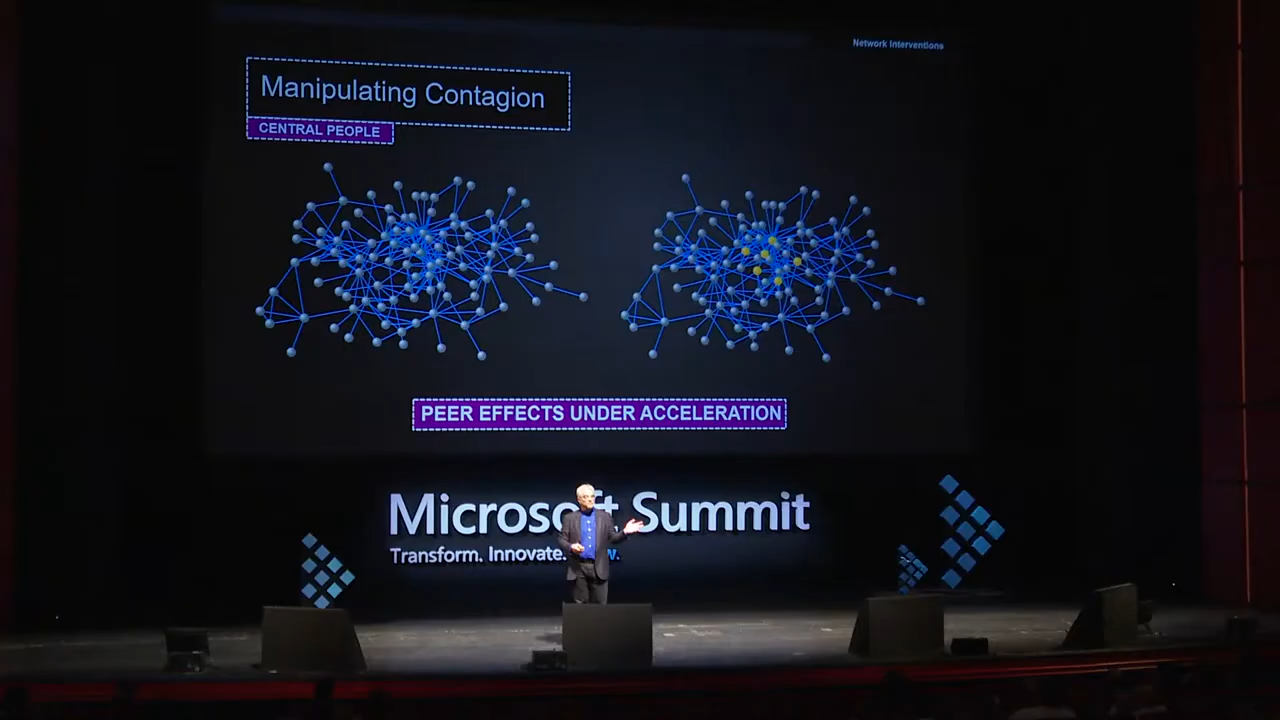 Network Interventions
Manipulating Contagion
CENTRAL PEOPLE
PEER EFFECTS UNDER ACCELERATION
Microsoft Summit
Transform. Innovate.